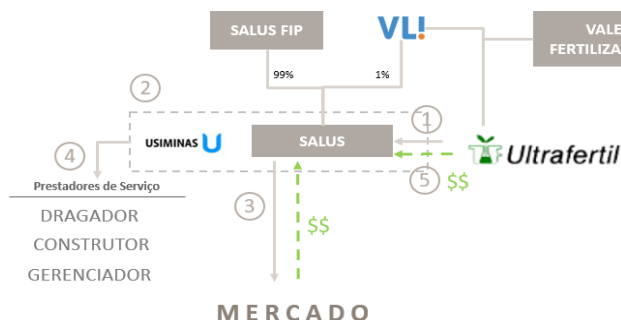 SALUS FIP
VLI
VALE
FERTILIZA
99%
1%
2
1
USIMINAS U
SALUS
Ultrafertil
4
5
$$
Prestadores de Serviço
3
$$
DRAGADOR
CONSTRUTOR
GERENCIADOR
MERCADO